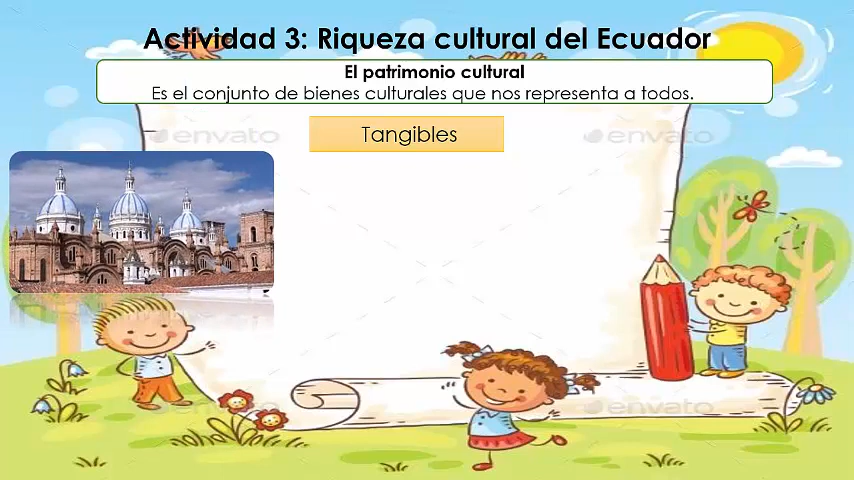 Actividad 3: Riqueza cultural del Ecuador
El patrimonio cultural
Es el conjunto de bienes culturales que nos representa a todos.
Tangibles
envato
envato
envato
envato